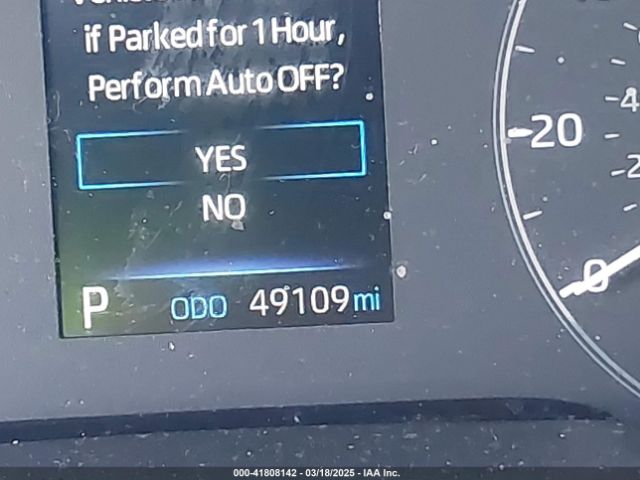 if Parked for 1 Hour,
Perform Auto OFF?
YES
NO
P ODO 49109 mi
20
0
000-41808142 - 03/18/2025 - IAA Inc.